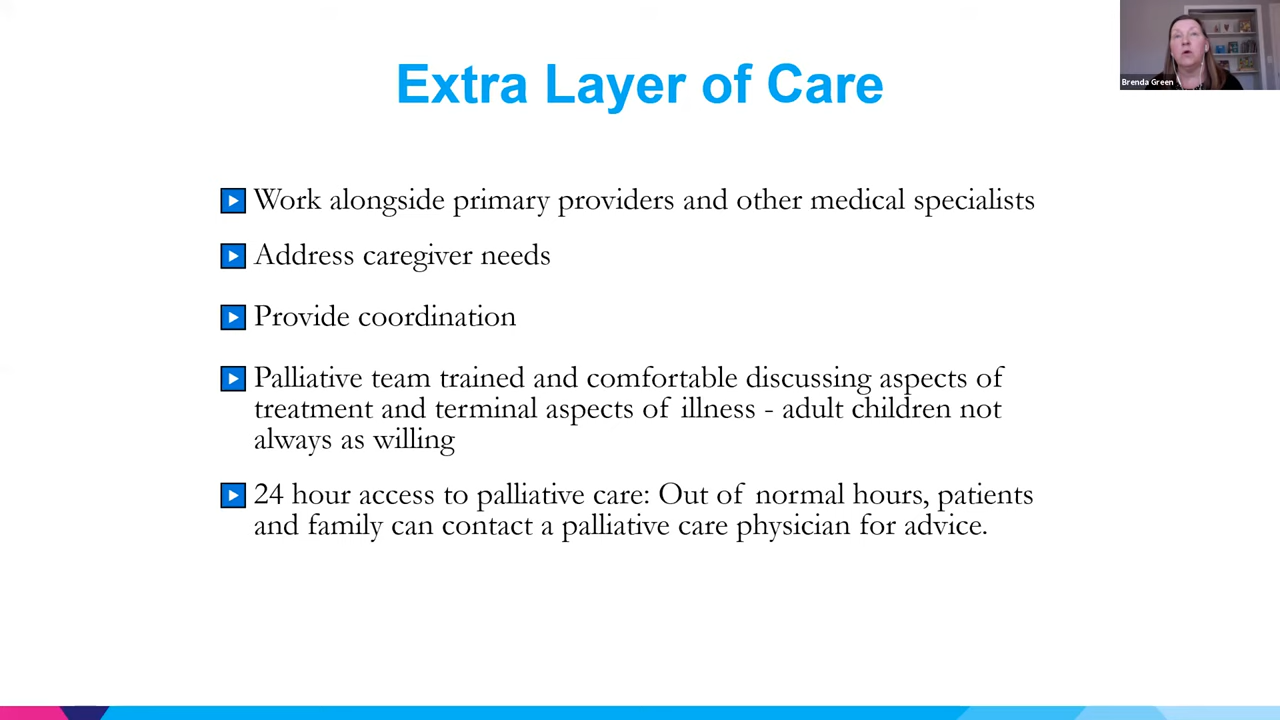 Extra Layer of Care
Brenda Green
Work alongside primary providers and other medical specialists
Address caregiver needs
Provide coordination
Palliative team trained and comfortable discussing aspects of
treatment and terminal aspects of illness - adult children not
always as willing
24 hour access to palliative care: Out of normal hours, patients
and family can contact a palliative care physician for advice.